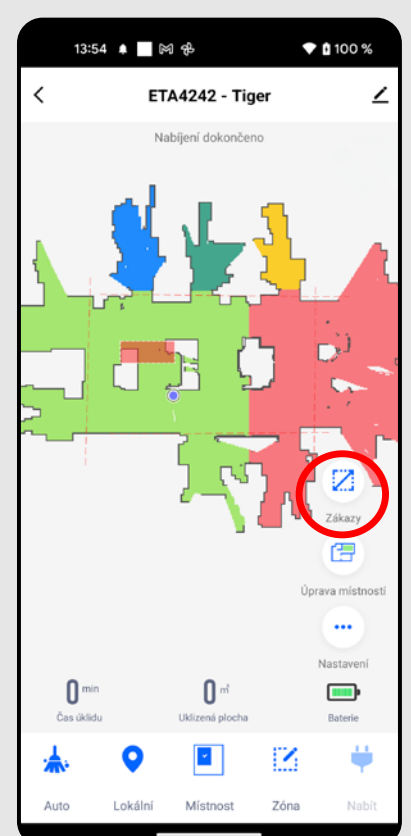 13:54 100 %
ETA4242 - Tiger
Nabíjení dokončeno
Zákazy
Úprava místností
Nastavení
0 min 0 ㎡
Čas úklidu Uklizená plocha Baterie
Auto Lokální Místnost Zóna Nabít